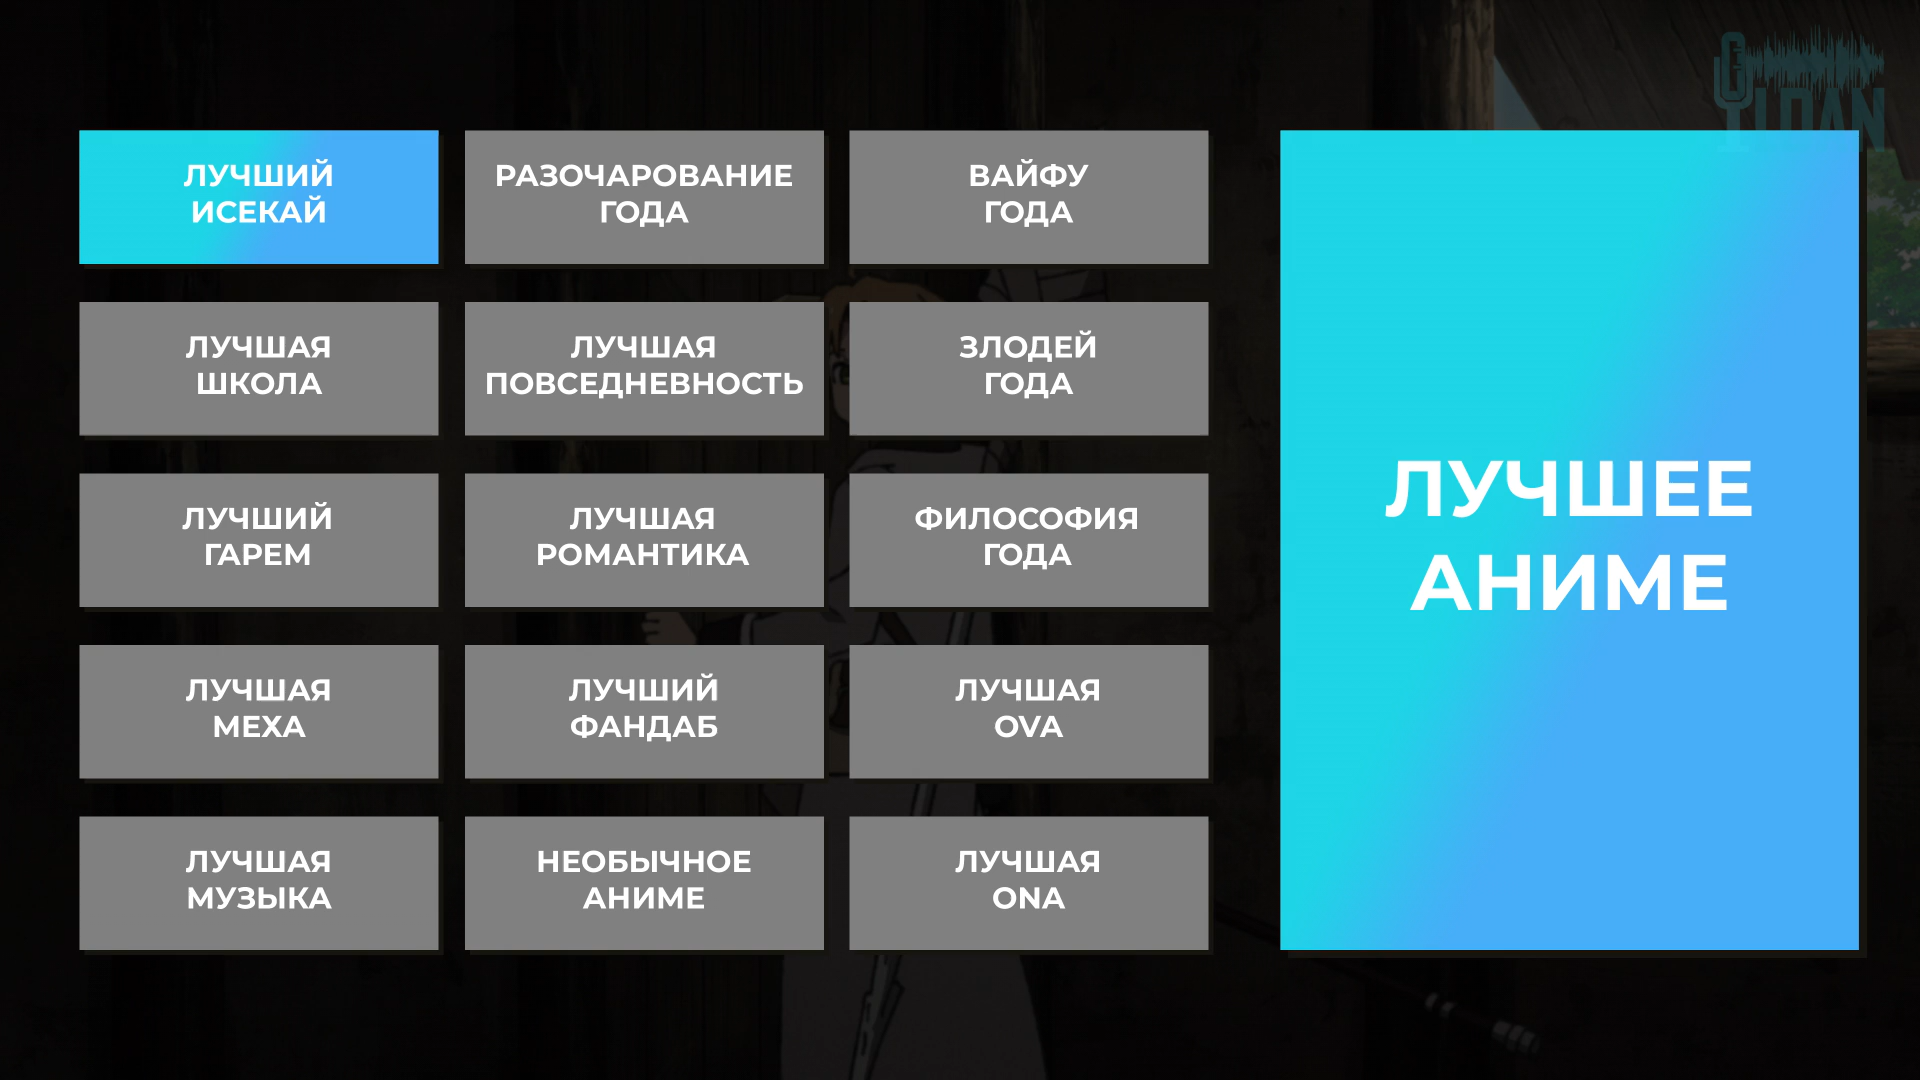 ЛУЧШИЙ
ИСЕКАЙ
РАЗОЧАРОВАНИЕ
ГОДА
ВАЙФУ
ГОДА
ЛУЧШАЯ
ШКОЛА
ЛУЧШАЯ
ПОВСЕДНЕВНОСТЬ
ЗЛОДЕЙ
ГОДА
ЛУЧШИЙ
ГАРЕМ
ЛУЧШАЯ
РОМАНТИКА
ФИЛОСОФИЯ
ГОДА
ЛУЧШАЯ
МЕХА
ЛУЧШИЙ
ФАНДАБ
ЛУЧШАЯ
OVA
ЛУЧШАЯ
МУЗЫКА
НЕОБЫЧНОЕ
АНИМЕ
ЛУЧШАЯ
ONA
ЛУЧШЕЕ
АНИМЕ